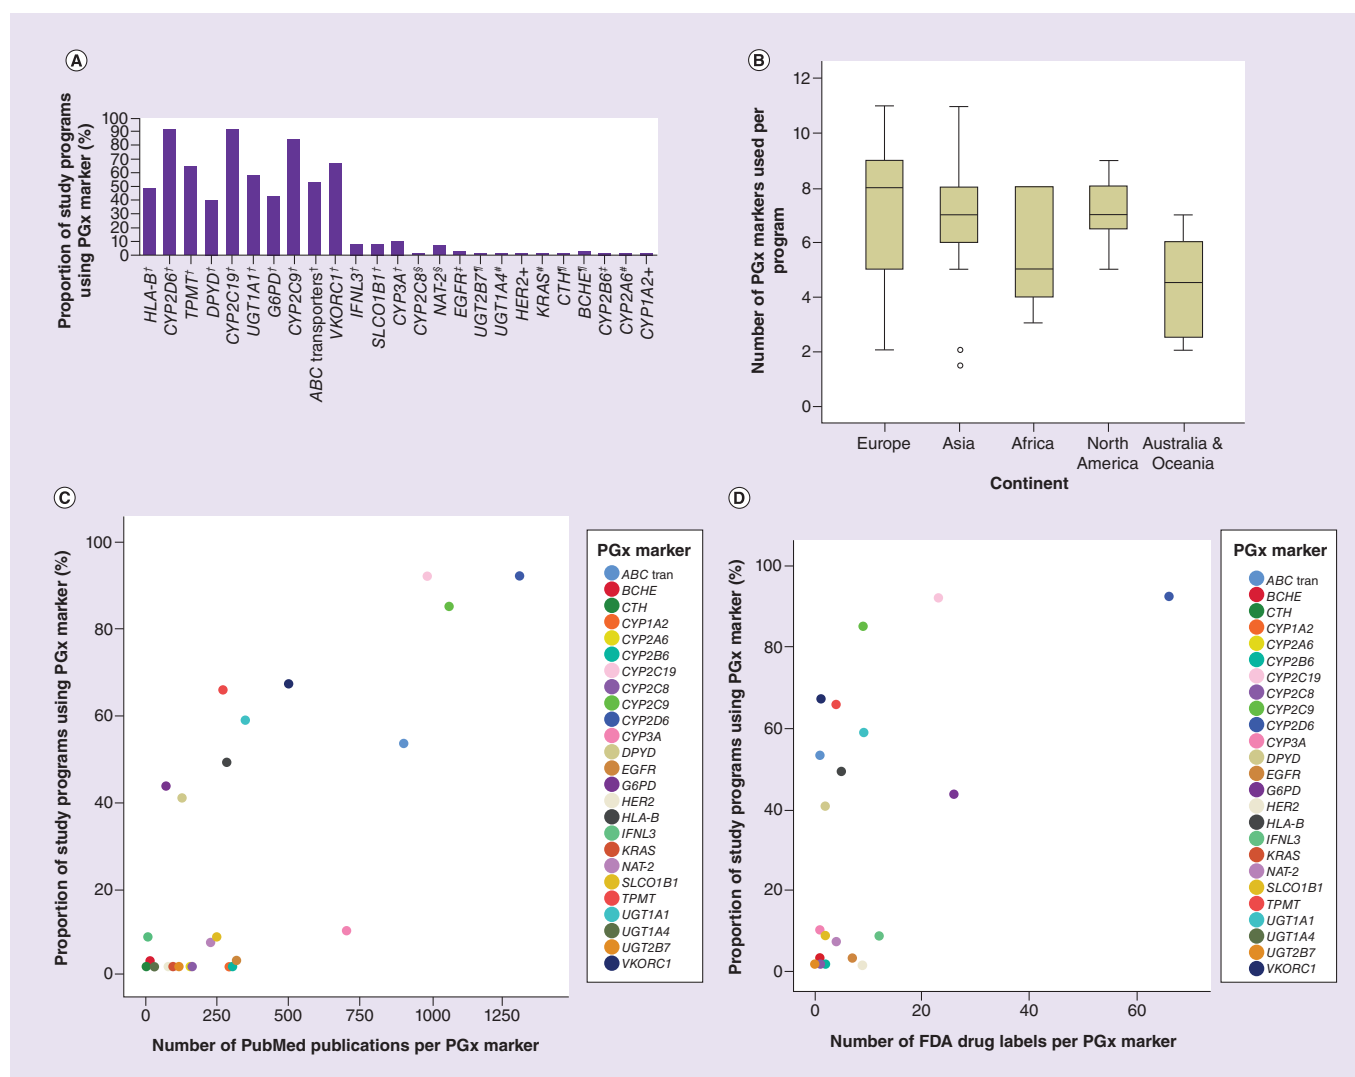 A
Proportion of study programs
using PGx marker (%)
100
90
80
70
60
50
40
30
20
10
0
HLA-B†
CYP2D6†
TPMT†
DPYD†
CYP2C19†
UGT1A1†
G6PD†
CYP2C9†
ABC transporters†
VKORC1†
IFNL3†
SLCO1B1†
CYP3A†
CYP2C8§
NAT-2§
EGFR‡
UGT2B7¶
UGT1A4#
HER2+
KRAS#
CTH¶
BCHE¶
CYP2B6‡
CYP2A6#
CYP1A2+
B
Number of PGx markers used per
program
12
10
8
6
4
2
0
Europe
Asia
Africa
North
America
Australia &
Oceania
Continent
C
Proportion of study programs using PGx marker (%)
100
80
60
40
20
0
0
250
500
750
1000
1250
Number of PubMed publications per PGx marker
PGx marker
ABC tran
BCHE
CTH
CYP1A2
CYP2A6
CYP2B6
CYP2C19
CYP2C8
CYP2C9
CYP2D6
CYP3A
DPYD
EGFR
G6PD
HER2
HLA-B
IFNL3
KRAS
NAT-2
SLCO1B1
TPMT
UGT1A1
UGT1A4
UGT2B7
VKORC1
D
Proportion of study programs using PGx marker (%)
100
80
60
40
20
0
0
20
40
60
Number of FDA drug labels per PGx marker
PGx marker
ABC tran
BCHE
CTH
CYP1A2
CYP2A6
CYP2B6
CYP2C19
CYP2C8
CYP2C9
CYP2D6
CYP3A
DPYD
EGFR
G6PD
HER2
HLA-B
IFNL3
KRAS
NAT-2
SLCO1B1
TPMT
UGT1A1
UGT1A4
UGT2B7
VKORC1